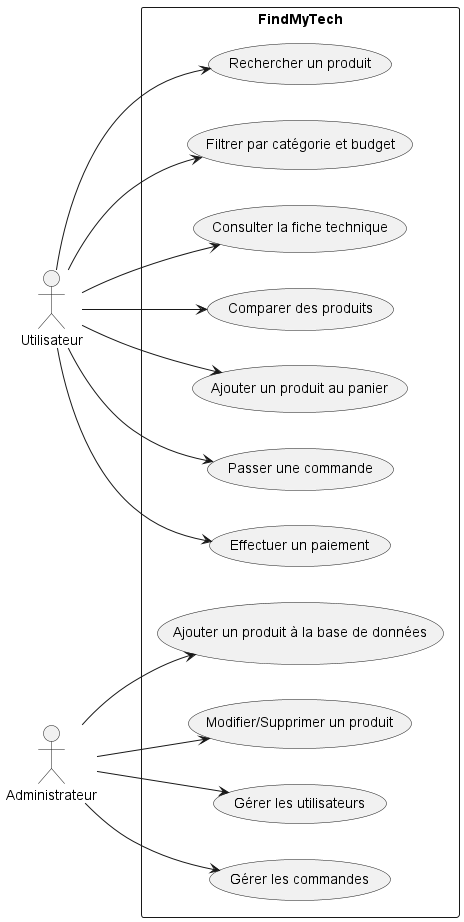 FindMyTech
Rechercher un produit
Filtrer par catégorie et budget
Consulter la fiche technique
Comparer des produits
Utilisateur
Ajouter un produit au panier
Passer une commande
Effectuer un paiement
Ajouter un produit à la base de données
Modifier/Supprimer un produit
Administrateur
Gérer les utilisateurs
Gérer les commandes